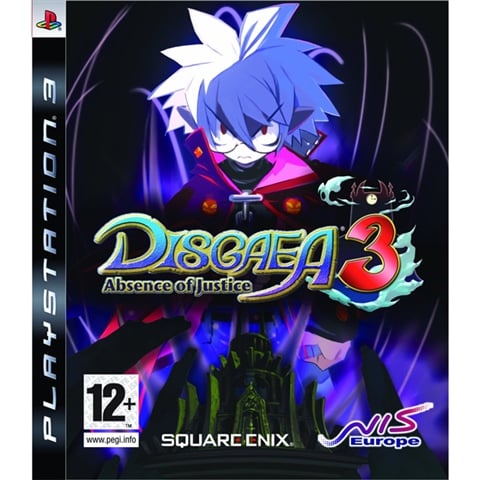 PLAYSTATION 3
DISGAEA 3
Absence of Justice
12+
www.pegi.info
SQUARE ENIX
NIS
Europe